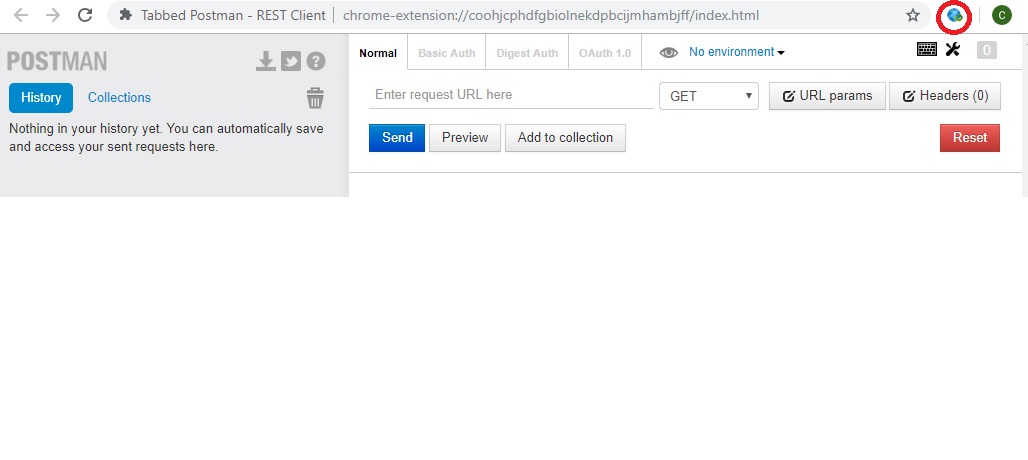 Tabbed Postman - REST Client chrome-extension://coohjcphdfgbiolnekdpbcijmhambjff/index.html C
POSTMAN ?
Normal Basic Auth Digest Auth OAuth 1.0 No environment 0
History Collections
Enter request URL here GET URL params Headers (0)
Nothing in your history yet. You can automatically save
and access your sent requests here.
Send Preview Add to collection Reset